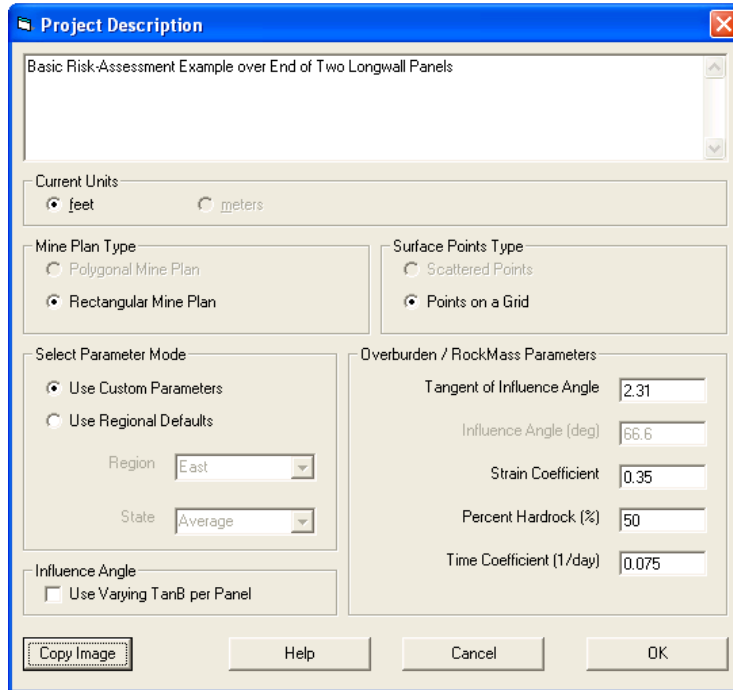 Project Description
Basic Risk-Assessment Example over End of Two Longwall Panels
Current Units
feet
meters
Mine Plan Type
Polygonal Mine Plan
Rectangular Mine Plan
Surface Points Type
Scattered Points
Points on a Grid
Select Parameter Mode
Use Custom Parameters
Use Regional Defaults
Region East
State Average
Overburden / RockMass Parameters
Tangent of Influence Angle 2.31
Influence Angle (deg) 66.6
Strain Coefficient 0.35
Percent Hardrock (%) 50
Time Coefficient (1/day) 0.075
Influence Angle
Use Varying TanB per Panel
Copy Image Help Cancel OK